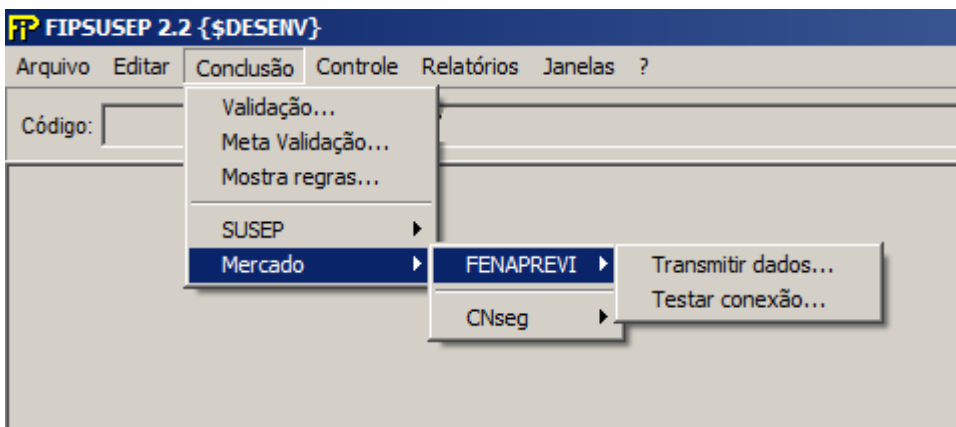 FIP FIPSUSEP 2.2 {$DESENV}
Arquivo Editar Conclusão Controle Relatórios Janelas ?
Código:
Validação...
Meta Validação...
Mostra regras...
SUSEP
Mercado
FENAPREVI
CNseg
Transmitir dados...
Testar conexão...